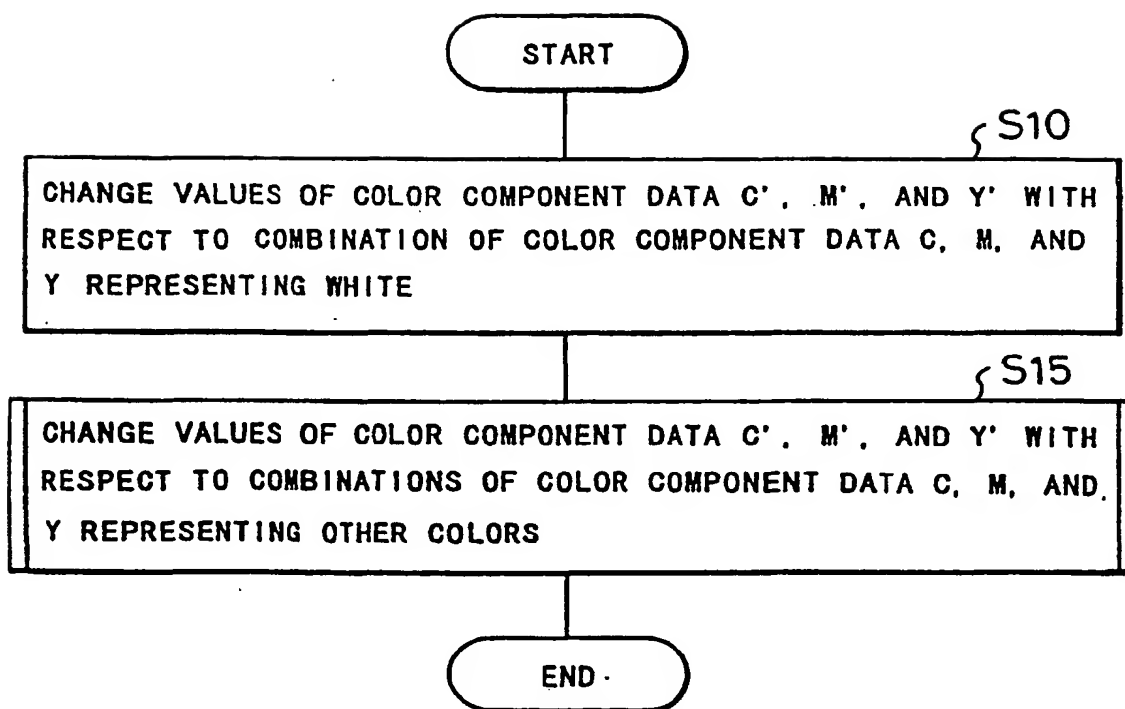 START
S10
CHANGE VALUES OF COLOR COMPONENT DATA C', M', AND Y' WITH
RESPECT TO COMBINATION OF COLOR COMPONENT DATA C, M, AND
Y REPRESENTING WHITE
S15
CHANGE VALUES OF COLOR COMPONENT DATA C', M', AND Y' WITH
RESPECT TO COMBINATIONS OF COLOR COMPONENT DATA C, M, AND
Y REPRESENTING OTHER COLORS
END